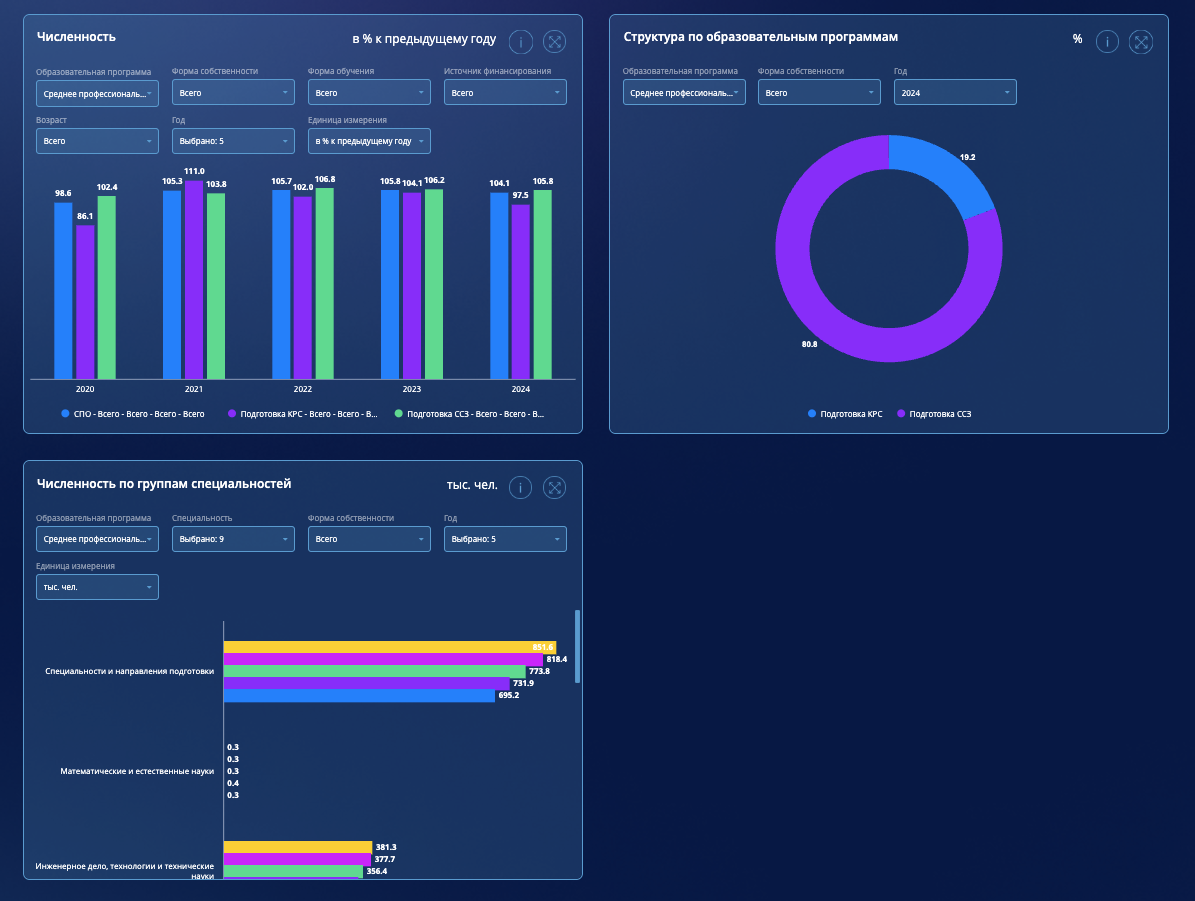 Численность
в % к предыдущему году
i
Образовательная программа
Форма собственности
Форма обучения
Источник финансирования
Среднее профессиональ...
Всего
Всего
Всего
Возраст
Год
Единица измерения
Всего
Выбрано: 5
в % к предыдущему году
98.6
86.1
102.4
105.3
111.0
103.8
105.7
102.0
106.8
105.8
104.1
106.2
104.1
97.5
105.8
2020
2021
2022
2023
2024
СПО - Всего - Всего - Всего - Всего
Подготовка КРС - Всего - Всего - В...
Подготовка ССЗ - Всего - Всего - В...
Структура по образовательным программам
%
i
Образовательная программа
Форма собственности
Год
Среднее профессиональ...
Всего
2024
19.2
80.8
Подготовка КРС
Подготовка ССЗ
Численность по группам специальностей
тыс. чел.
i
Образовательная программа
Специальность
Форма собственности
Год
Среднее профессиональ...
Выбрано: 9
Всего
Выбрано: 5
Единица измерения
тыс. чел.
Специальности и направления подготовки
851.6
818.4
773.8
731.9
695.2
Математические и естественные науки
0.3
0.3
0.3
0.4
0.3
Инженерное дело, технологии и технические
науки
381.3
377.7
356.4